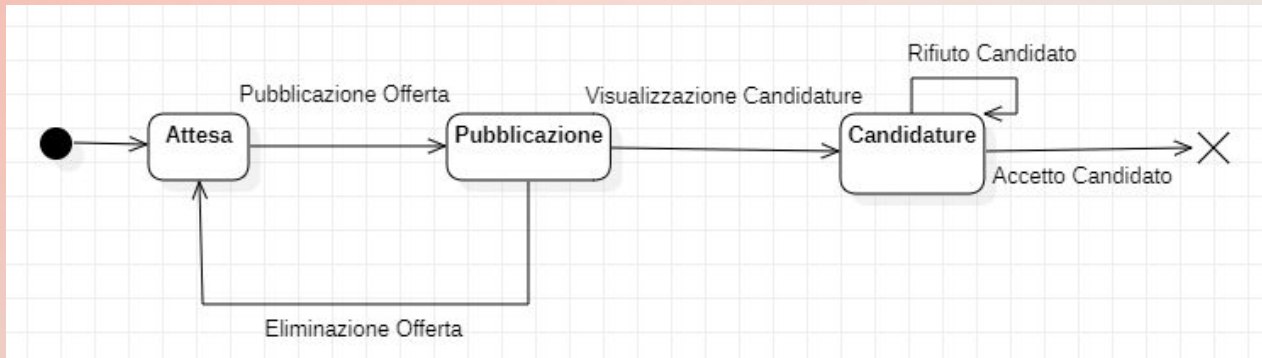 Rifiuto Candidato
Pubblicazione Offerta
Visualizzazione Candidature
Attesa
Pubblicazione
Candidature
Accetto Candidato
Eliminazione Offerta